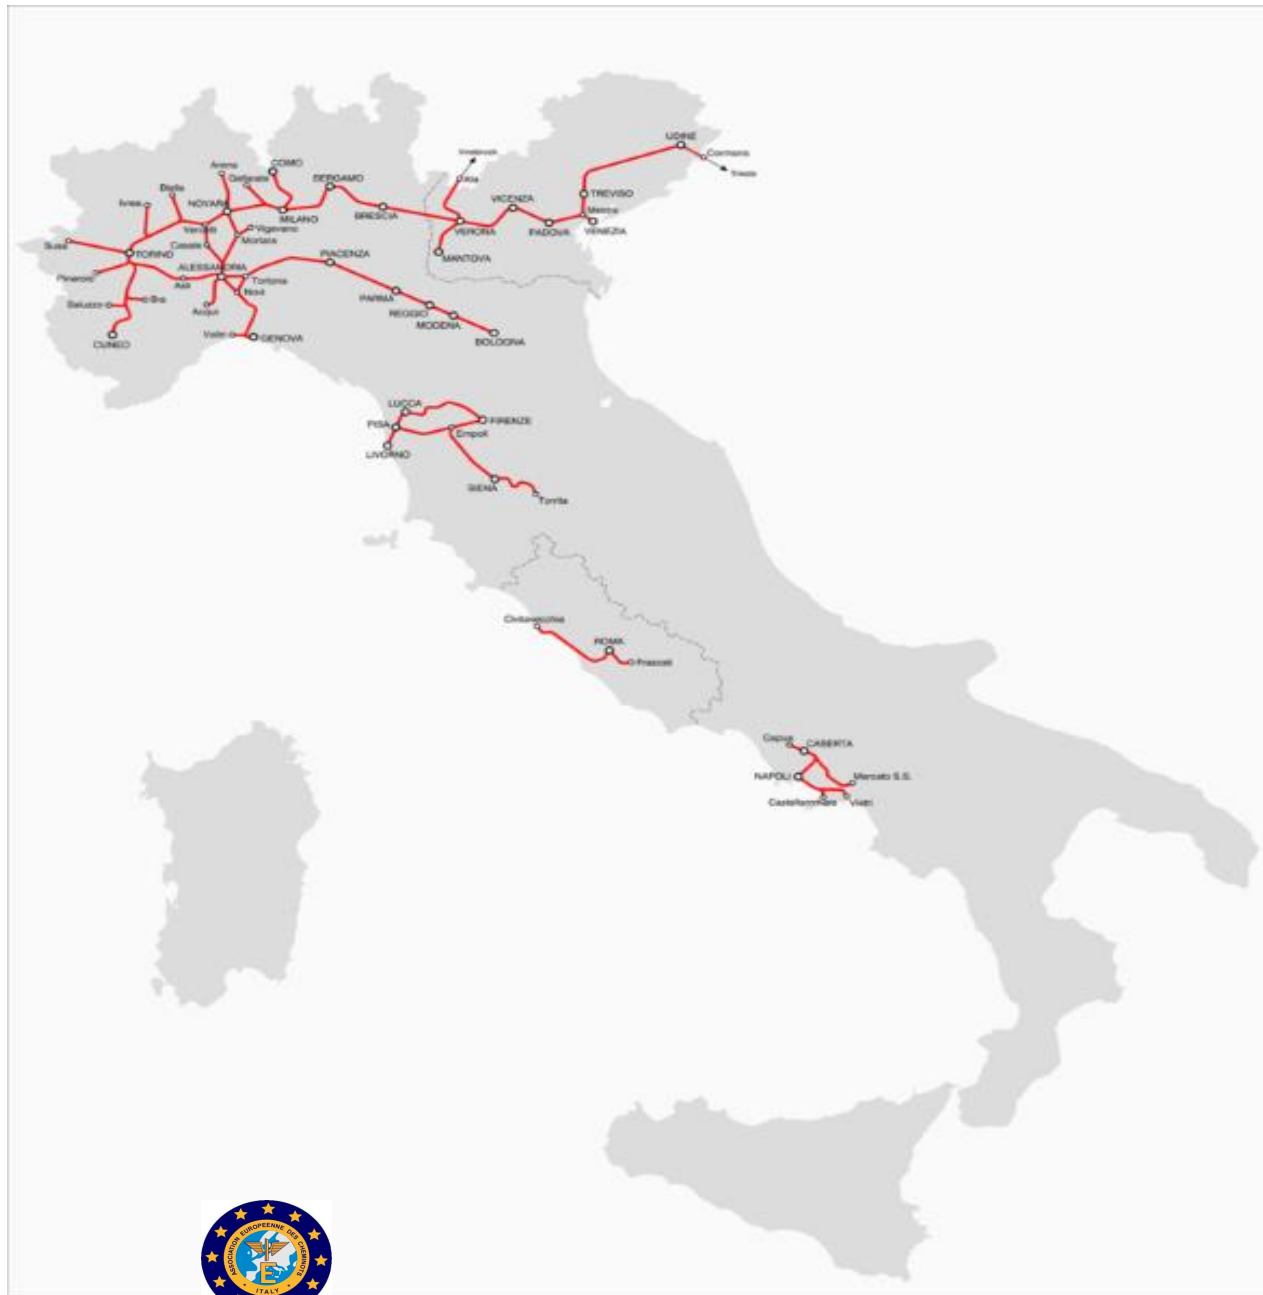 UDINE
Cormons
Trieste
Innsbruck
Ala
Arona
COMO
Gallarate
BERGAMO
Biella
Ivrea
NOVARA
MILANO
BRESCIA
VICENZA
TREVISO
Mestre
VENEZIA
PADOVA
VERONA
MANTOVA
Vercelli
Vigevano
Mortara
Casale
Susa
TORINO
PIACENZA
ALESSANDRIA
Tortona
Pinerolo
Asti
Novi
PARMA
Saluzzo
Bra
Acqui
REGGIO
MODENA
CUNEO
Voltri
GENOVA
BOLOGNA
LUCCA
PISA
FIRENZE
Empoli
LIVORNO
SIENA
Torrita
Civitavecchia
ROMA
Frascati
Capua
CASERTA
NAPOLI
Mercato S.S.
Castellammare
Vietri
ASSOCIATION EUROPEENNE DES CHEMINOTS
E
ITALY